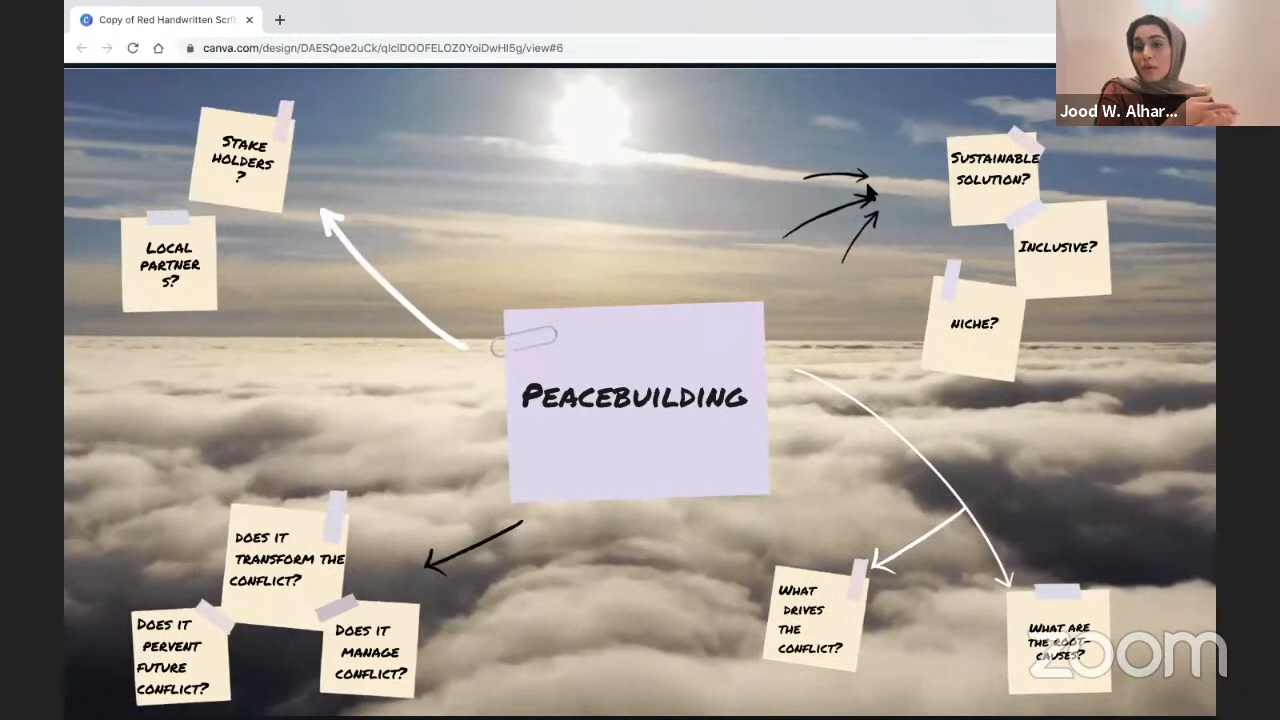 Copy of Red Handwritten Scri
canva.com/design/DAESQoe2uCk/qIcIDOOFELOZ0YoiDwHI5g/view#6
Jood W. Alhar...
STAKE
HOLDERS
?
LOCAL
PARTNER
S?
SUSTAINABLE
SOLUTION?
INCLUSIVE?
NICHE?
PEACEBUILDING
DOES IT
TRANSFORM THE
CONFLICT?
DOES IT
PERVENT
FUTURE
CONFLICT?
DOES IT
MANAGE
CONFLICT?
WHAT
DRIVES
THE
CONFLICT?
WHAT ARE
THE ROOT-
CAUSES?
zoom